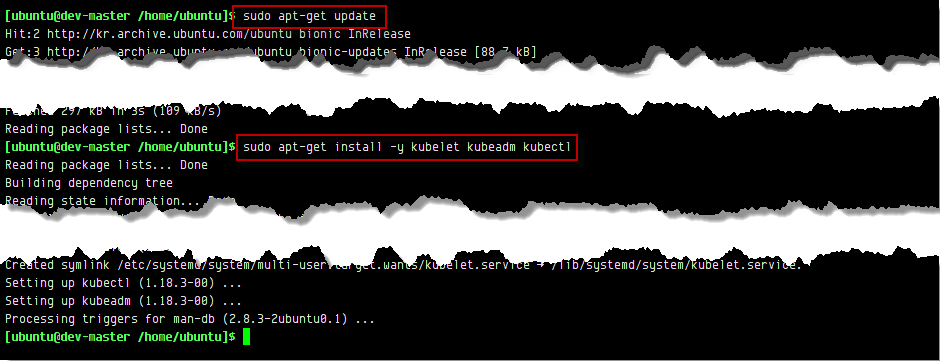 [ubuntu@dev-master /home/ubuntu]$ sudo apt-get update
Hit:2 http://kr.archive.ubuntu.com/ubuntu bionic InRelease
Get:3 http://kr.archive.ubuntu.com/ubuntu bionic-updates InRelease [88.7 kB]
Fetched 297 kB in 3s (109 kB/s)
Reading package lists... Done
[ubuntu@dev-master /home/ubuntu]$ sudo apt-get install -y kubelet kubeadm kubectl
Reading package lists... Done
Building dependency tree
Reading state information...
Created symlink /etc/systemd/system/multi-user.target.wants/kubelet.service → /lib/systemd/system/kubelet.service.
Setting up kubectl (1.18.3-00) ...
Setting up kubeadm (1.18.3-00) ...
Processing triggers for man-db (2.8.3-2ubuntu0.1) ...
[ubuntu@dev-master /home/ubuntu]$